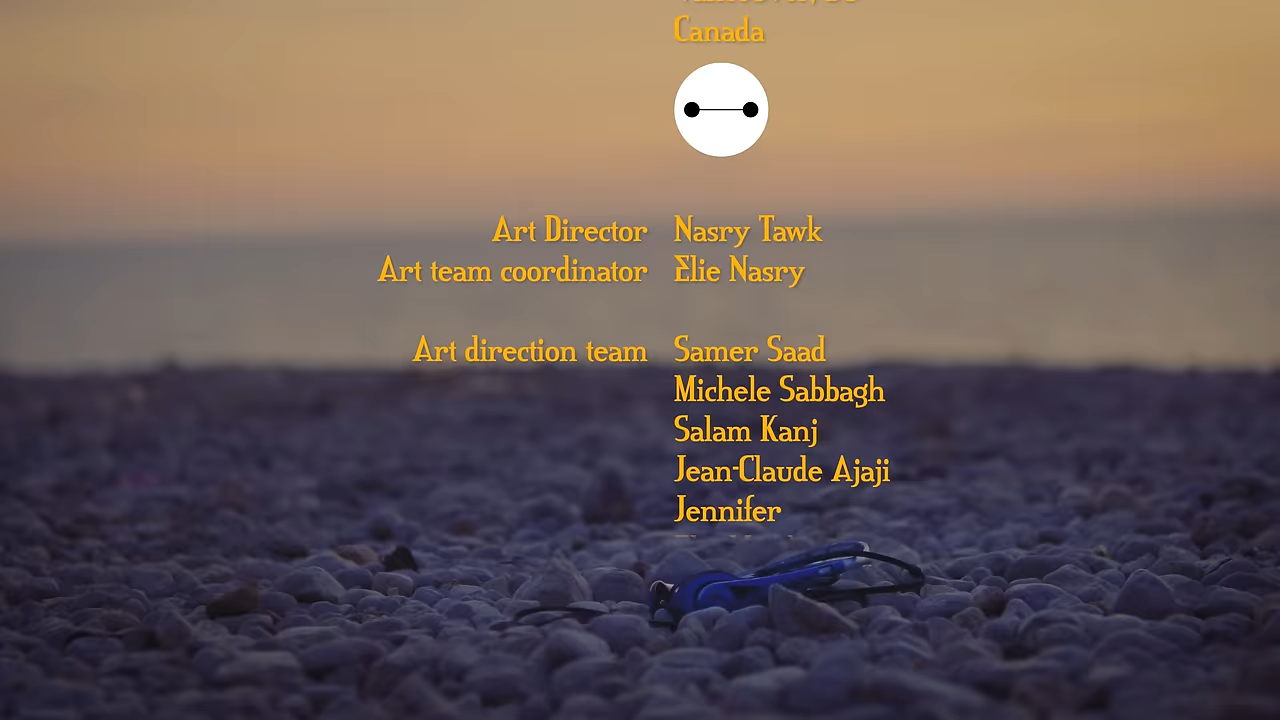 Canada
Art Director Nasry Tawk
Art team coordinator Elie Nasry
Art direction team Samer Saad
Michele Sabbagh
Salam Kanj
Jean-Claude Ajaji
Jennifer